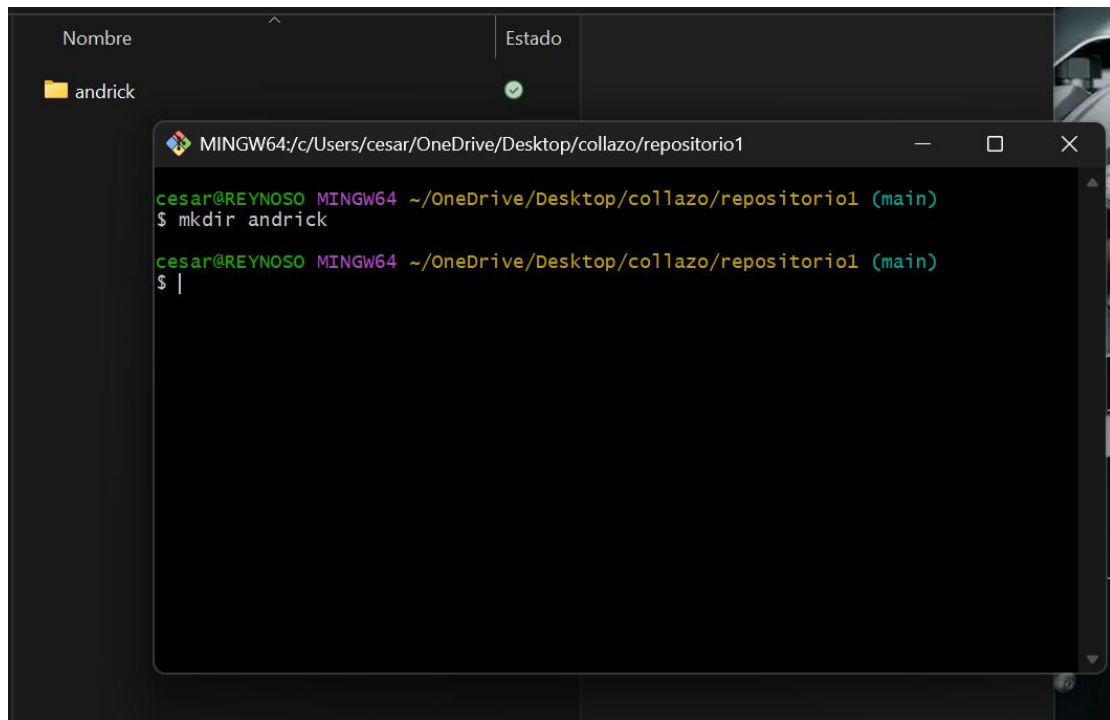 Nombre Estado
andrick
MINGW64:/c/Users/cesar/OneDrive/Desktop/collazo/repositorio1
cesar@REYNOSO MINGW64 ~/OneDrive/Desktop/collazo/repositorio1 (main)
$ mkdir andrick
cesar@REYNOSO MINGW64 ~/OneDrive/Desktop/collazo/repositorio1 (main)
$